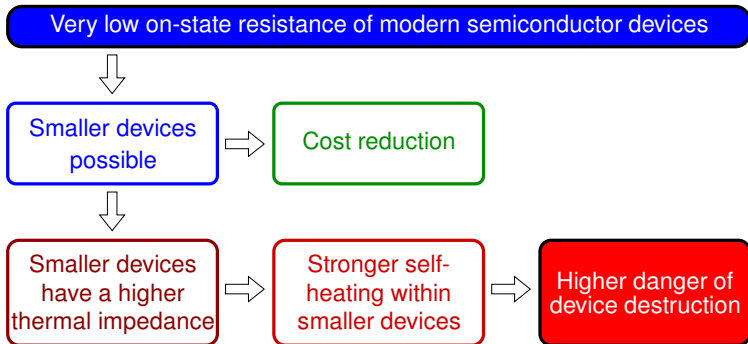 Very low on-state resistance of modern semiconductor devices
Smaller devices
possible
Cost reduction
Smaller devices
have a higher
thermal impedance
Stronger self-
heating within
smaller devices
Higher danger of
device destruction